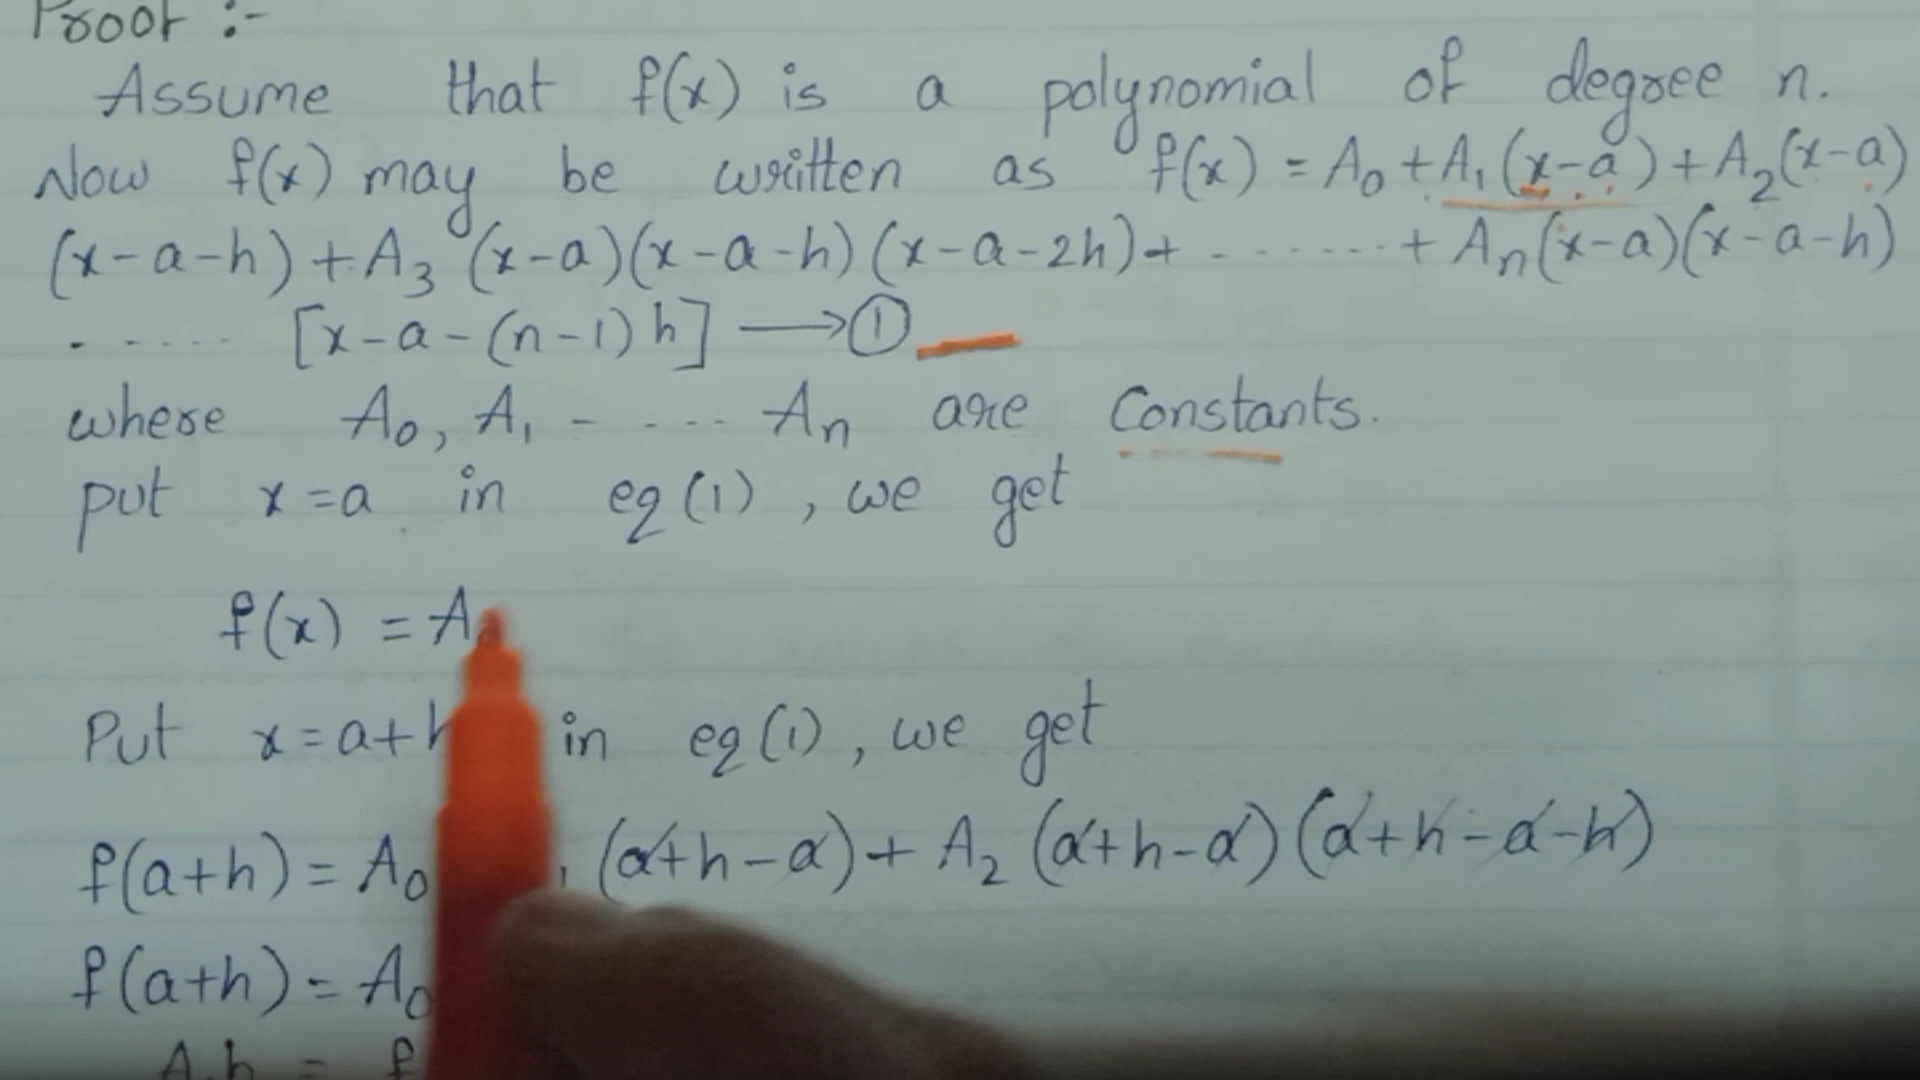 Proof :-
Assume that f(x) is a polynomial of degree n.
Now f(x) may be written as f(x) = A₀ + A₁(x-a) + A₂(x-a)
(x-a-h) + A₃(x-a)(x-a-h)(x-a-2h) + ....... + Aₙ(x-a)(x-a-h)
...... [x-a-(n-1)h] → ①
where A₀, A₁ - .... Aₙ are Constants.
put x = a in eq(1), we get
f(x) = A
Put x = a+h in eq(1), we get
f(a+h) = A₀ (a+h-a) + A₂ (a+h-a)(a+h-a-h)
f(a+h) = A₀
A₁h = f